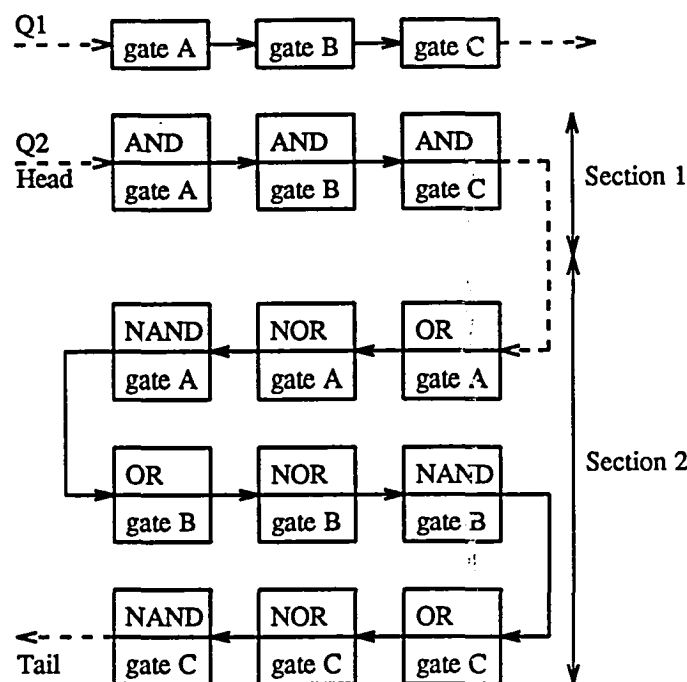 Q1
gate A gate B gate C
Q2
Head
AND AND AND
gate A gate B gate C
Section 1
NAND NOR OR
gate A gate A gate A
Section 2
OR NOR NAND
gate B gate B gate B
NAND NOR OR
gate C gate C gate C
Tail